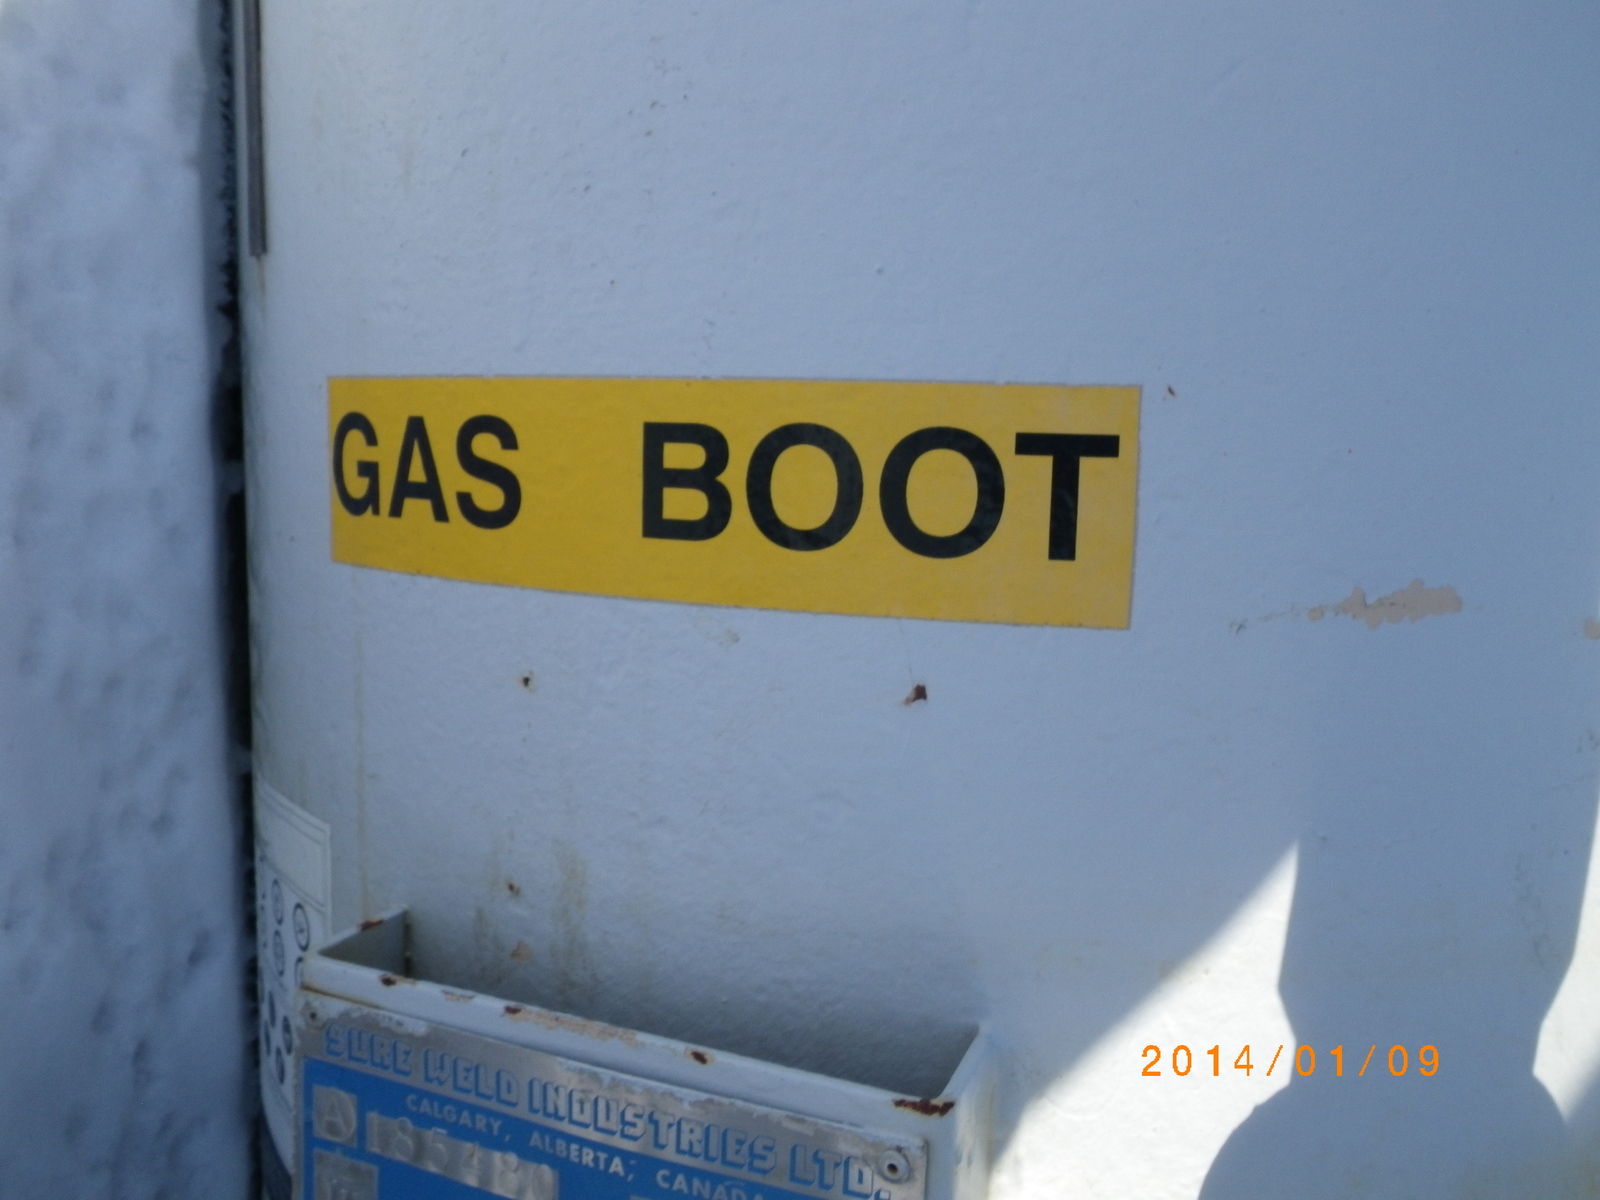 GAS BOOT
2014/01/09
SURE WELD INDUSTRIES LTD.
CALGARY, ALBERTA, CANADA
A